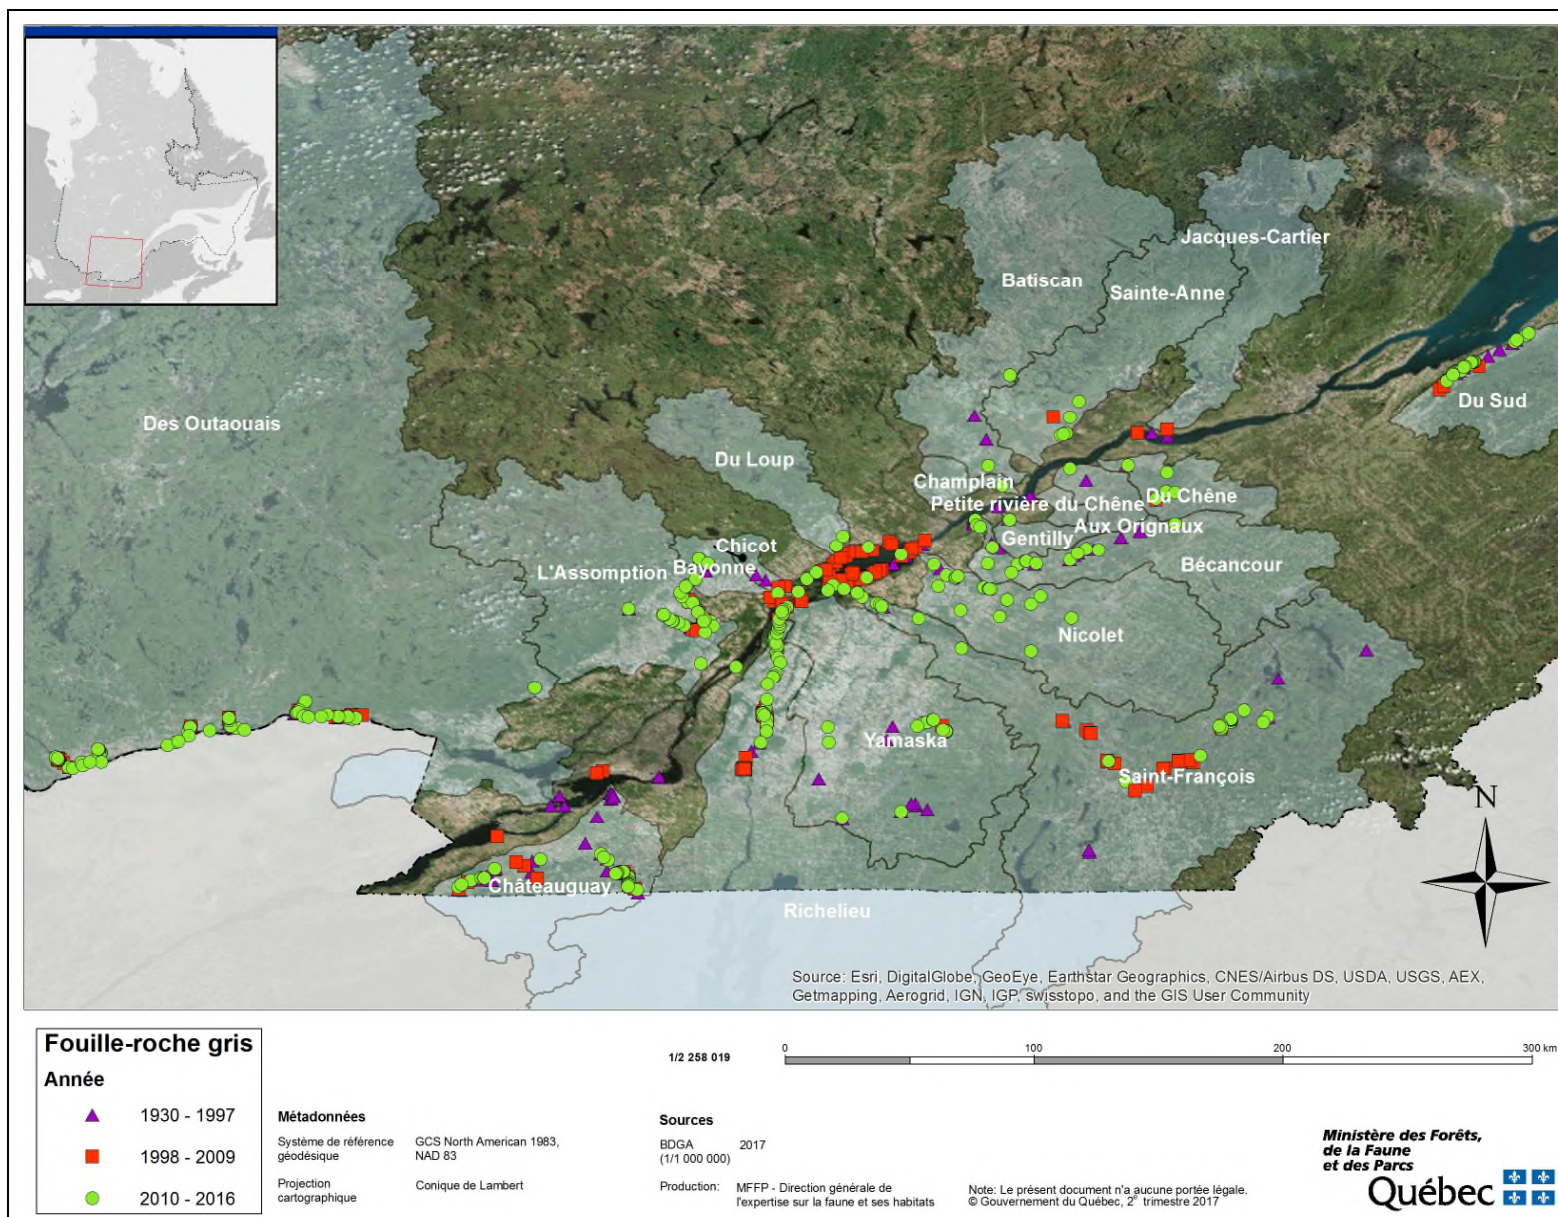 Jacques-Cartier
Batiscan
Sainte-Anne
Des Outaouais
Du Sud
Du Loup
Champlain
Petite rivière du Chêne
Du Chêne
Aux Orignaux
Gentilly
Chicot
Bayonne
L'Assomption
Bécancour
Nicolet
Yamaska
Saint-François
Châteauguay
Richelieu
N
Source: Esri, DigitalGlobe, GeoEye, Earthstar Geographics, CNES/Airbus DS, USDA, USGS, AEX,
Getmapping, Aerogrid, IGN, IGP, swisstopo, and the GIS User Community
Fouille-roche gris
Année
1930 - 1997
1998 - 2009
2010 - 2016
1/2 258 019
0 100 200 300 km
Métadonnées
Système de référence
géodésique
GCS North American 1983,
NAD 83
Projection
cartographique
Conique de Lambert
Sources
BDGA 2017
(1/1 000 000)
Production: MFFP - Direction générale de
l'expertise sur la faune et ses habitats
Note: Le présent document n'a aucune portée légale.
© Gouvernement du Québec, 2e trimestre 2017
Ministère des Forêts,
de la Faune
et des Parcs
Québec